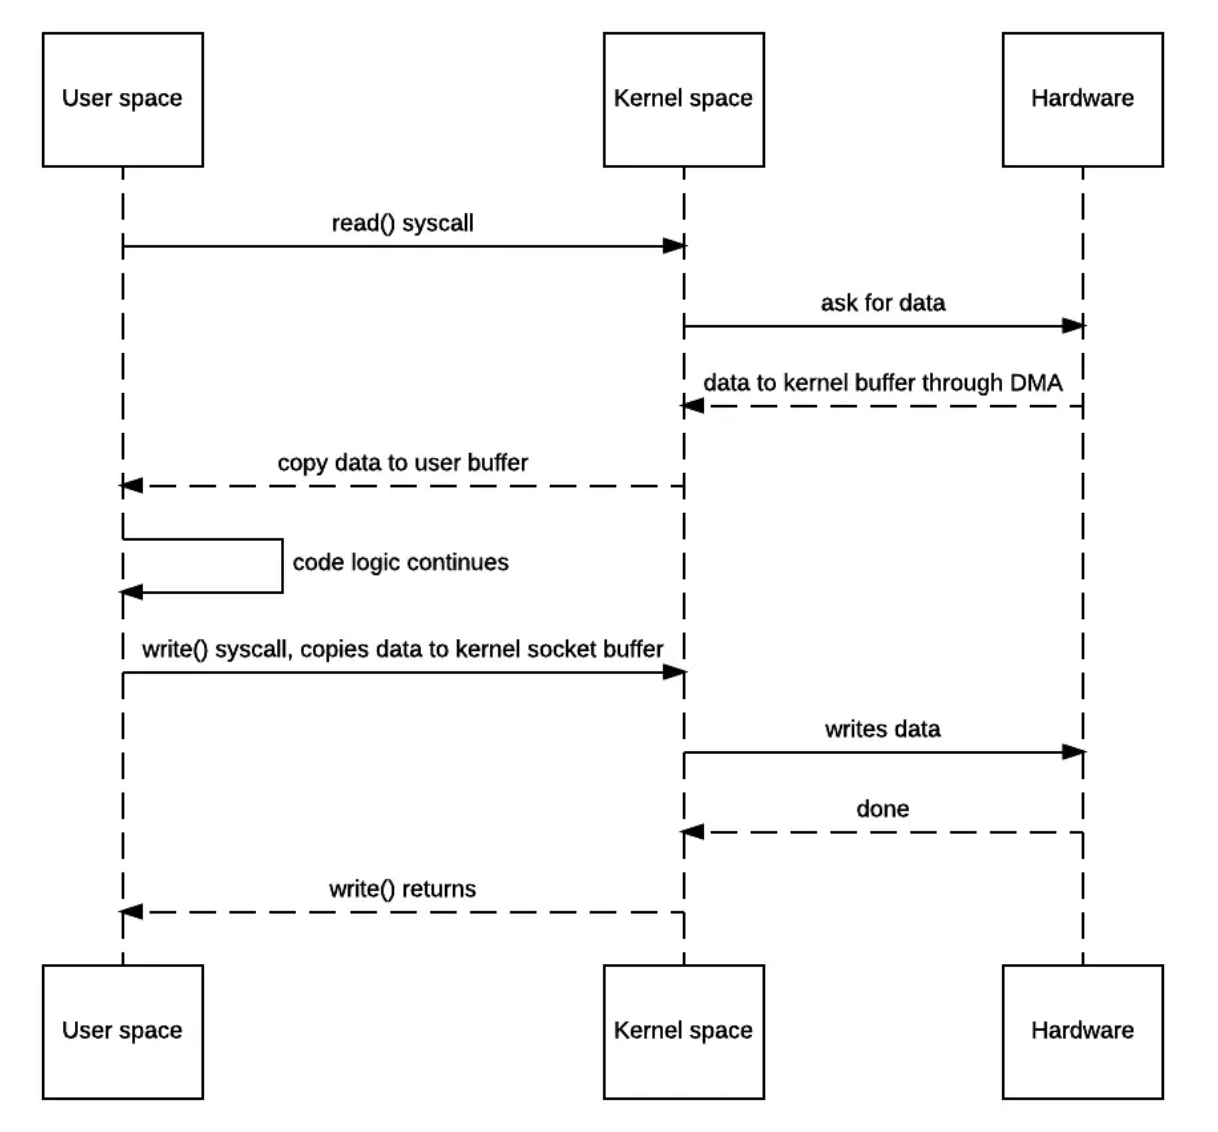 User space
Kernel space
Hardware
read() syscall
ask for data
data to kernel buffer through DMA
copy data to user buffer
code logic continues
write() syscall, copies data to kernel socket buffer
writes data
done
write() returns
User space
Kernel space
Hardware